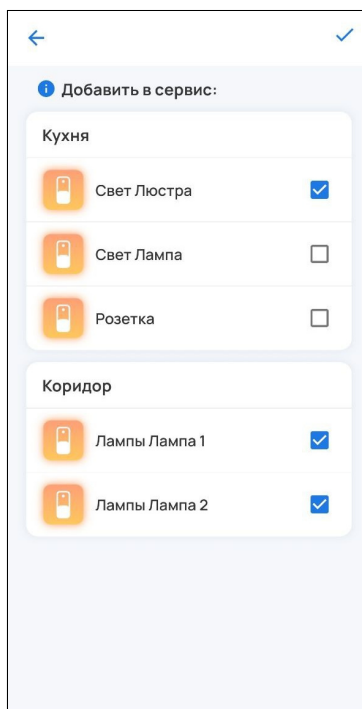 Добавить в сервис:
Кухня
Свет Люстра
Свет Лампа
Розетка
Коридор
Лампы Лампа 1
Лампы Лампа 2